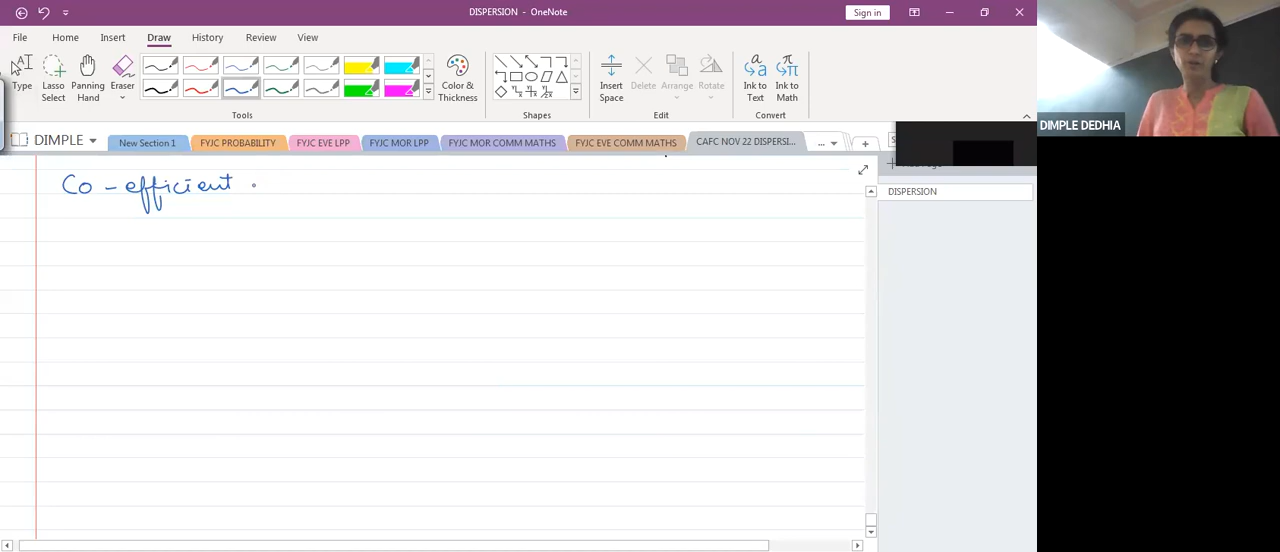 DISPERSION - OneNote
Sign in
File Home Insert Draw History Review View
Type Lasso Select Panning Hand Eraser Color & Thickness Insert Space Delete Arrange Rotate Ink to Text Ink to Math
Tools Shapes Edit Convert
DIMPLE New Section 1 FYJC PROBABILITY FYJC EVE LPP FYJC MOR LPP FYJC MOR COMM MATHS FYJC EVE COMM MATHS CAFC NOV 22 DISPERSI... ...
DISPERSION
Co - efficient
DIMPLE DEDHIA